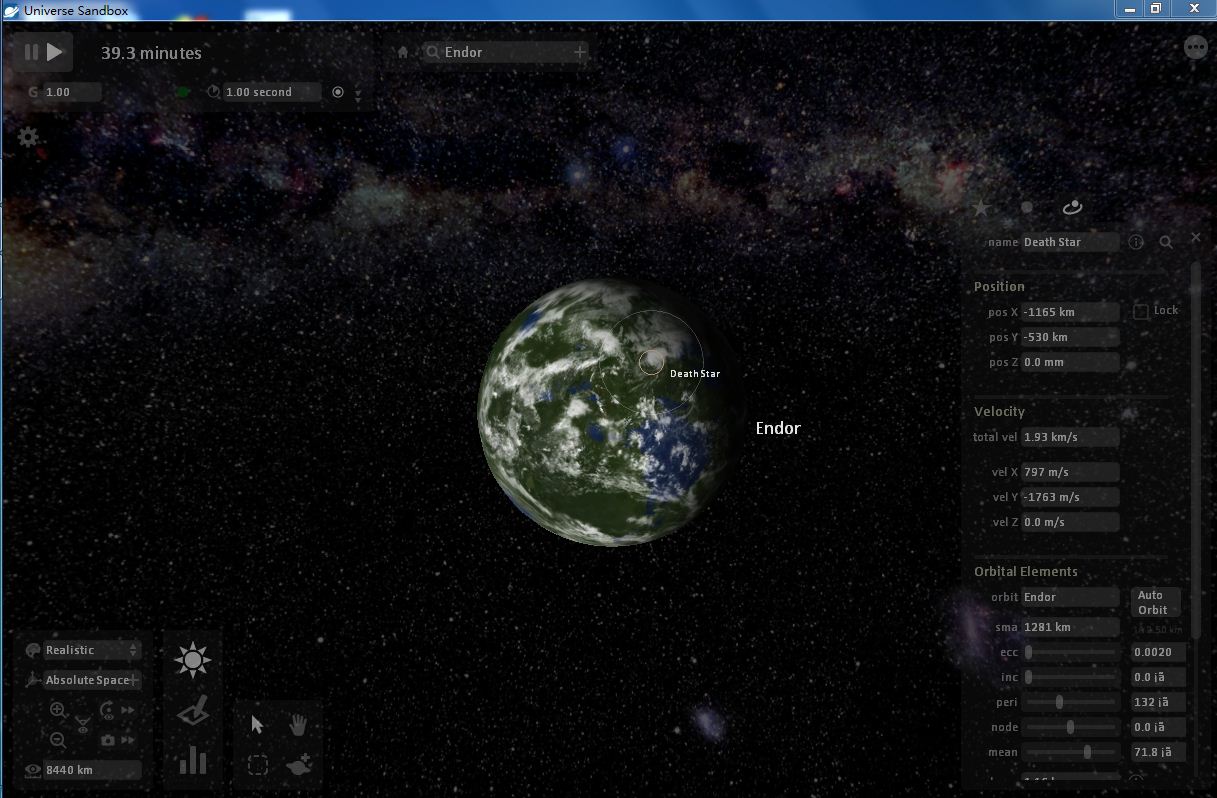 Universe Sandbox
39.3 minutes
Endor
G 1.00
1.00 second
name Death Star
Position
pos X -1165 km
Lock
pos Y -530 km
pos Z 0.0 mm
Death Star
Endor
Velocity
total vel 1.93 km/s
vel X 797 m/s
vel Y -1763 m/s
vel Z 0.0 m/s
Orbital Elements
orbit Endor
Auto
Orbit
sma 1281 km
ecc 0.0020
inc 0.0 ¡ã
peri 132 ¡ã
node 0.0 ¡ã
mean 71.8 ¡ã
Realistic
Absolute Space
8440 km